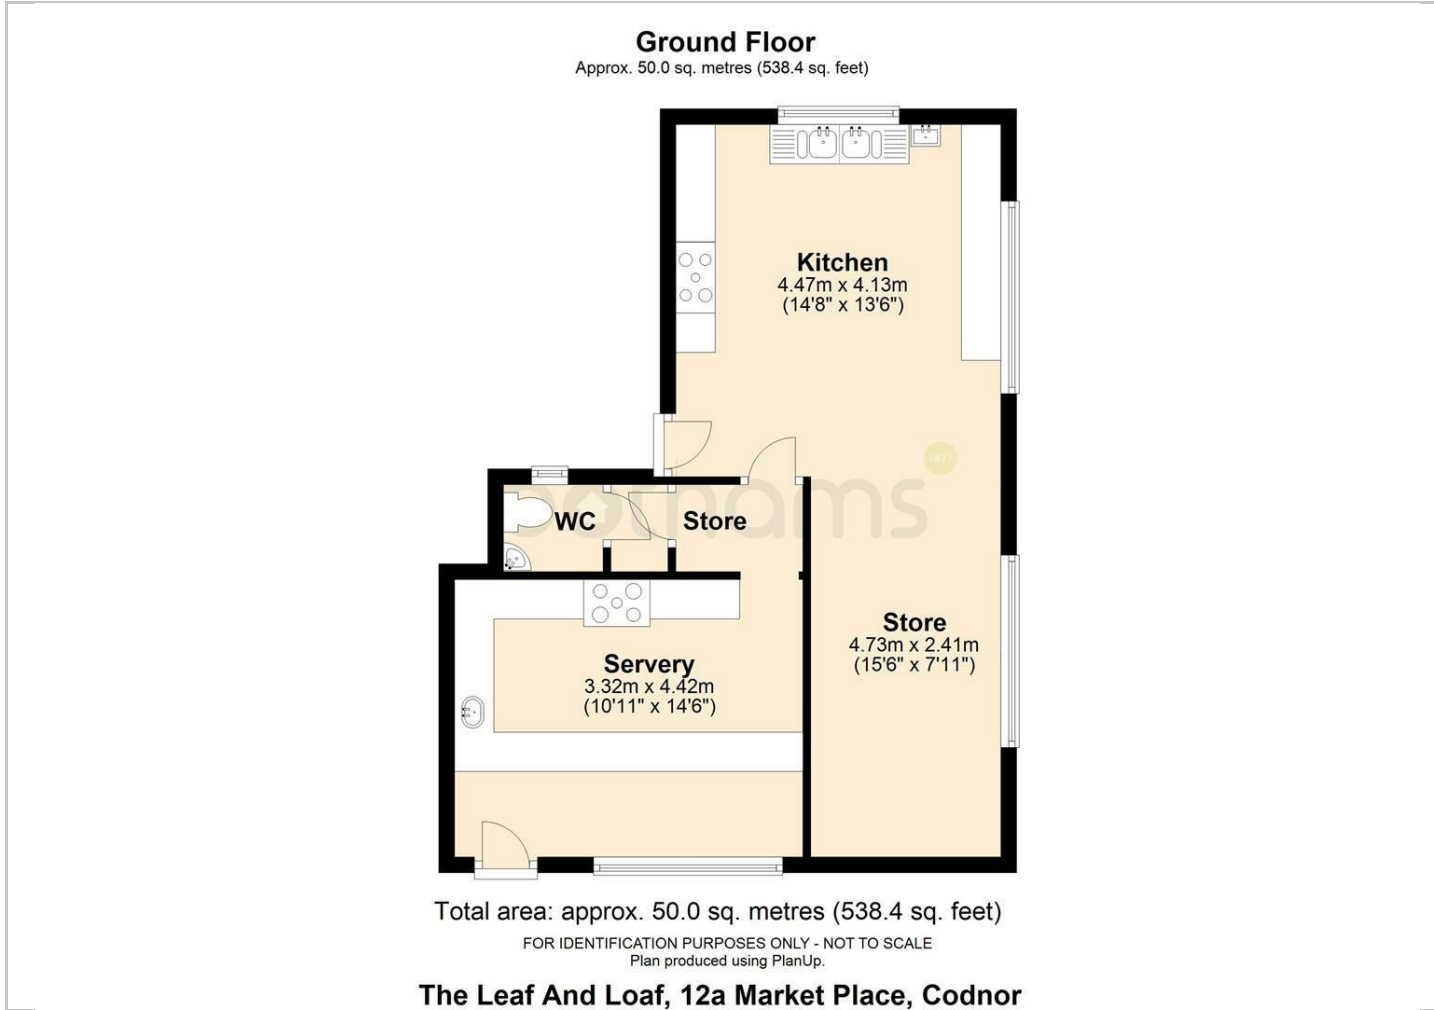 Ground Floor
Approx. 50.0 sq. metres (538.4 sq. feet)
Kitchen
4.47m x 4.13m
(14'8" x 13'6")
1871
bothams
WC
Store
Store
4.73m x 2.41m
(15'6" x 7'11")
Servery
3.32m x 4.42m
(10'11" x 14'6")
Total area: approx. 50.0 sq. metres (538.4 sq. feet)
FOR IDENTIFICATION PURPOSES ONLY - NOT TO SCALE
Plan produced using PlanUp.
The Leaf And Loaf, 12a Market Place, Codnor